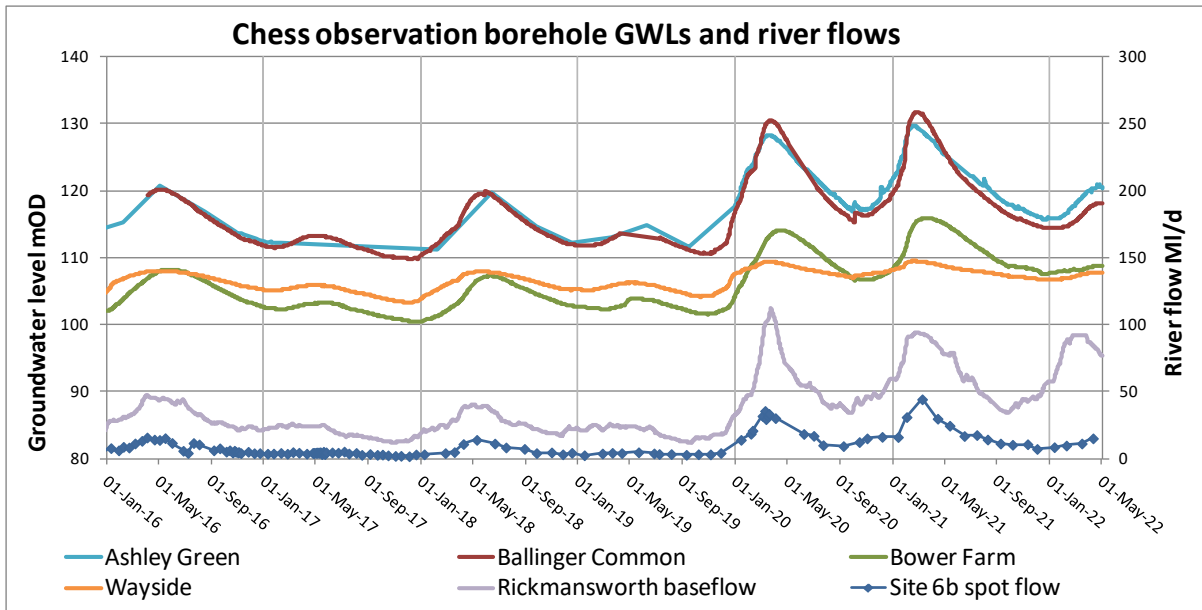 Chess observation borehole GWLs and river flows
140
130
120
110
100
90
80
Groundwater level mOD
300
250
200
150
100
50
0
River flow Ml/d
01-Jan-16
01-May-16
01-Sep-16
01-Jan-17
01-May-17
01-Sep-17
01-Jan-18
01-May-18
01-Sep-18
01-Jan-19
01-May-19
01-Sep-19
01-Jan-20
01-May-20
01-Sep-20
01-Jan-21
01-May-21
01-Sep-21
01-Jan-22
01-May-22
Ashley Green
Ballinger Common
Bower Farm
Wayside
Rickmansworth baseflow
Site 6b spot flow